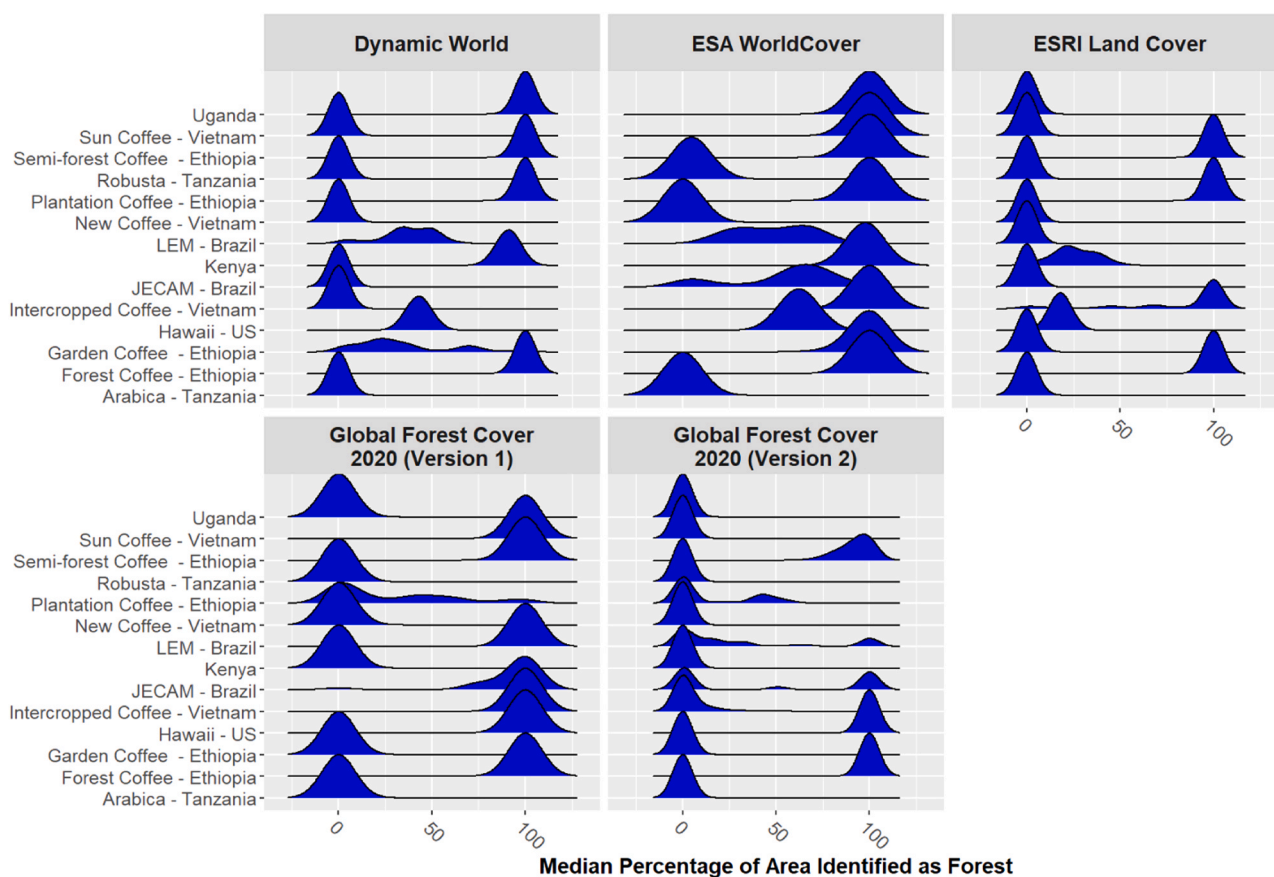 Dynamic World
ESA WorldCover
ESRI Land Cover
Uganda
Sun Coffee - Vietnam
Semi-forest Coffee  - Ethiopia
Robusta - Tanzania
Plantation Coffee - Ethiopia
New Coffee - Vietnam
LEM - Brazil
Kenya
JECAM - Brazil
Intercropped Coffee - Vietnam
Hawaii - US
Garden Coffee  - Ethiopia
Forest Coffee - Ethiopia
Arabica - Tanzania
0 50 100
Global Forest Cover
2020 (Version 1)
Global Forest Cover
2020 (Version 2)
Uganda
Sun Coffee - Vietnam
Semi-forest Coffee  - Ethiopia
Robusta - Tanzania
Plantation Coffee - Ethiopia
New Coffee - Vietnam
LEM - Brazil
Kenya
JECAM - Brazil
Intercropped Coffee - Vietnam
Hawaii - US
Garden Coffee  - Ethiopia
Forest Coffee - Ethiopia
Arabica - Tanzania
0 50 100
0 50 100
Median Percentage of Area Identified as Forest